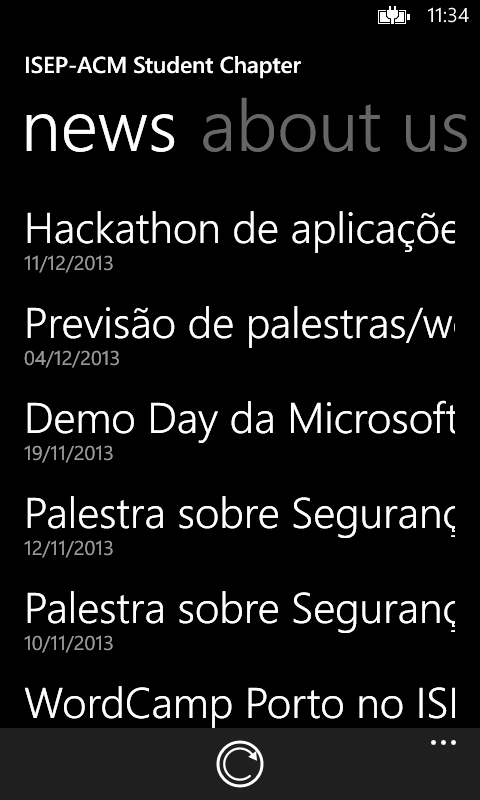 11:34
ISEP-ACM Student Chapter
news about us
Hackathon de aplicaçõe
11/12/2013
Previsão de palestras/w
04/12/2013
Demo Day da Microsoft
19/11/2013
Palestra sobre Seguranç
12/11/2013
Palestra sobre Seguranç
10/11/2013
WordCamp Porto no ISI